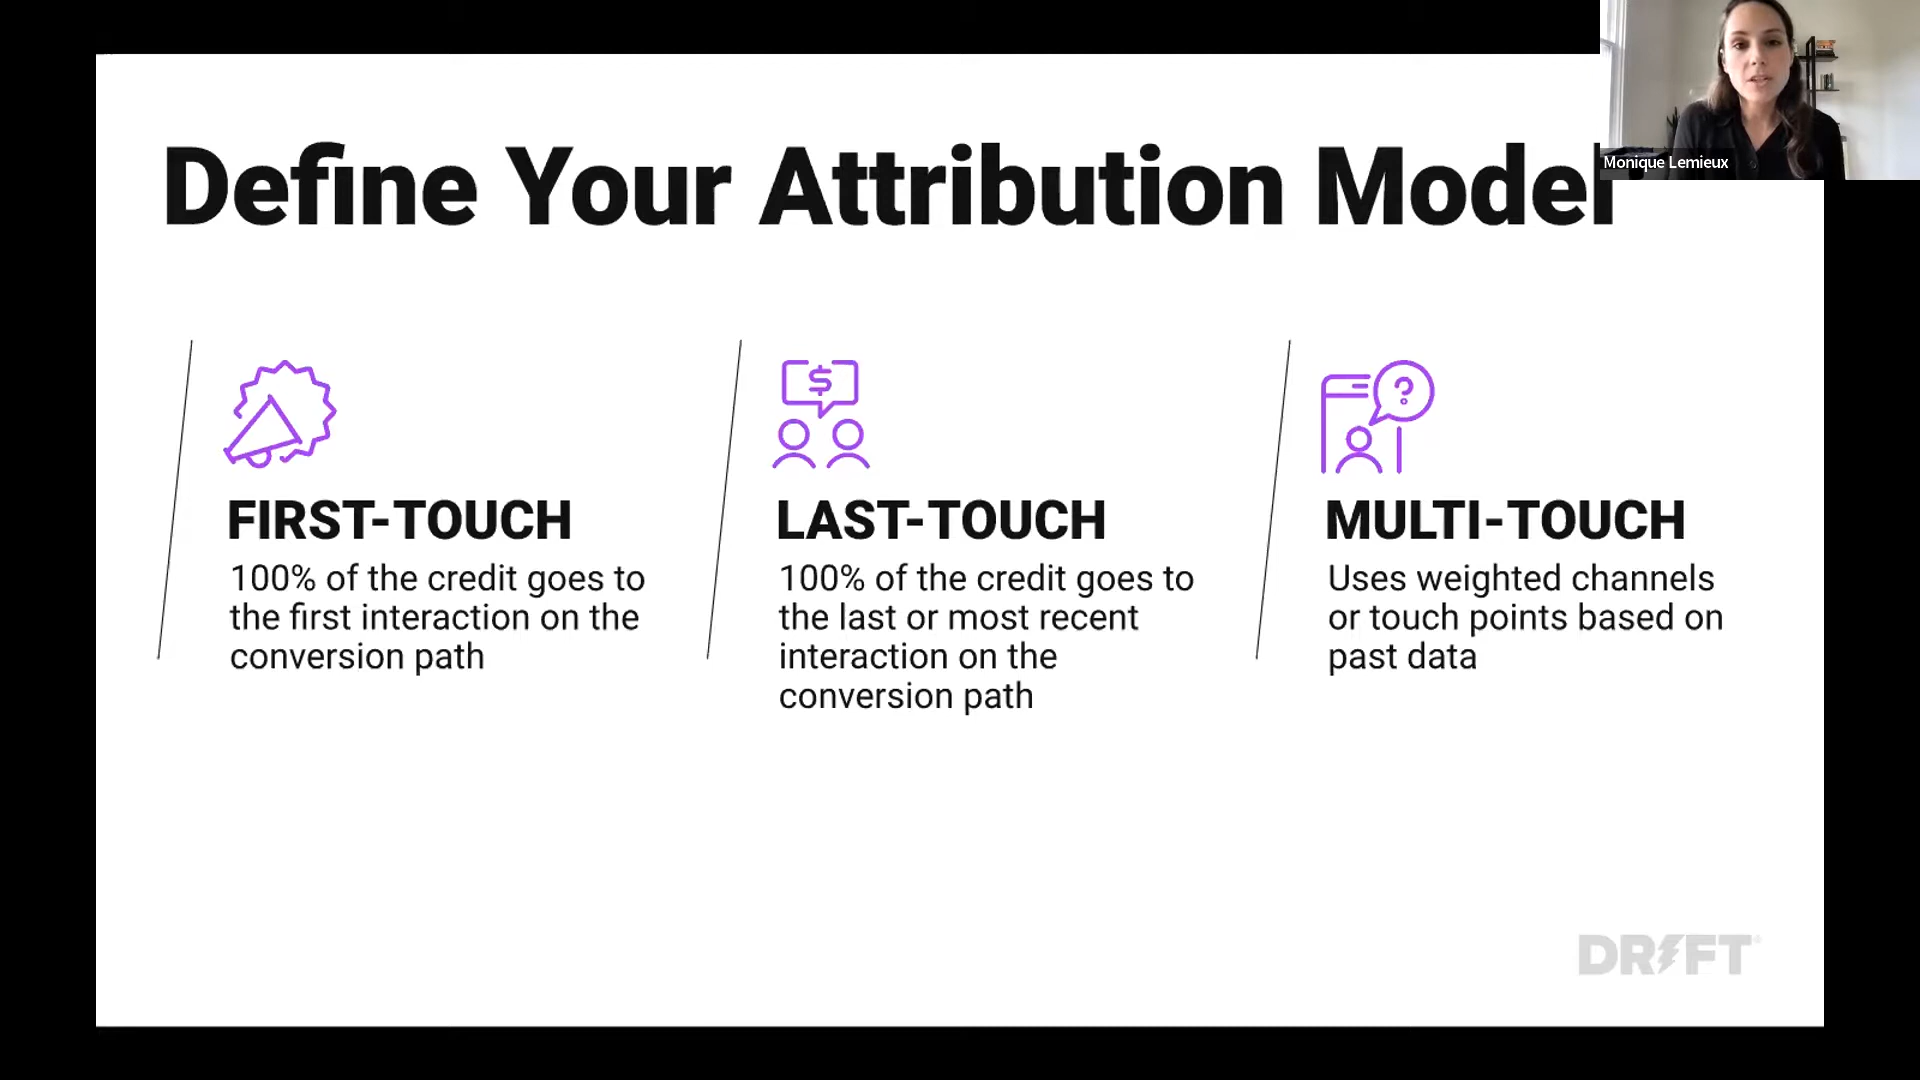 Define Your Attribution Model
Monique Lemieux
$
?
FIRST-TOUCH
100% of the credit goes to
the first interaction on the
conversion path
LAST-TOUCH
100% of the credit goes to
the last or most recent
interaction on the
conversion path
MULTI-TOUCH
Uses weighted channels
or touch points based on
past data
DRIFT®